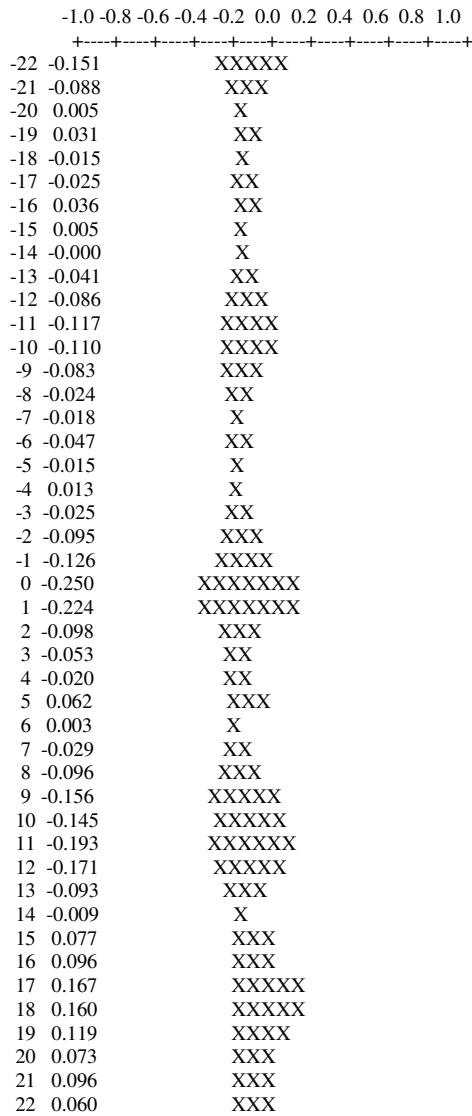 -1.0 -0.8 -0.6 -0.4 -0.2 0.0 0.2 0.4 0.6 0.8 1.0
+----+----+----+----+----+----+----+----+----+----+
-22 -0.151 XXXXX
-21 -0.088 XXX
-20 0.005 X
-19 0.031 XX
-18 -0.015 X
-17 -0.025 XX
-16 0.036 XX
-15 0.005 X
-14 -0.000 X
-13 -0.041 XX
-12 -0.086 XXX
-11 -0.117 XXXX
-10 -0.110 XXXX
-9 -0.083 XXX
-8 -0.024 XX
-7 -0.018 X
-6 -0.047 XX
-5 -0.015 X
-4 0.013 X
-3 -0.025 XX
-2 -0.095 XXX
-1 -0.126 XXXX
0 -0.250 XXXXXXX
1 -0.224 XXXXXXX
2 -0.098 XXX
3 -0.053 XX
4 -0.020 XX
5 0.062 XXX
6 0.003 X
7 -0.029 XX
8 -0.096 XXX
9 -0.156 XXXXX
10 -0.145 XXXXX
11 -0.193 XXXXXX
12 -0.171 XXXXX
13 -0.093 XXX
14 -0.009 X
15 0.077 XXX
16 0.096 XXX
17 0.167 XXXXX
18 0.160 XXXXX
19 0.119 XXXX
20 0.073 XXX
21 0.096 XXX
22 0.060 XXX